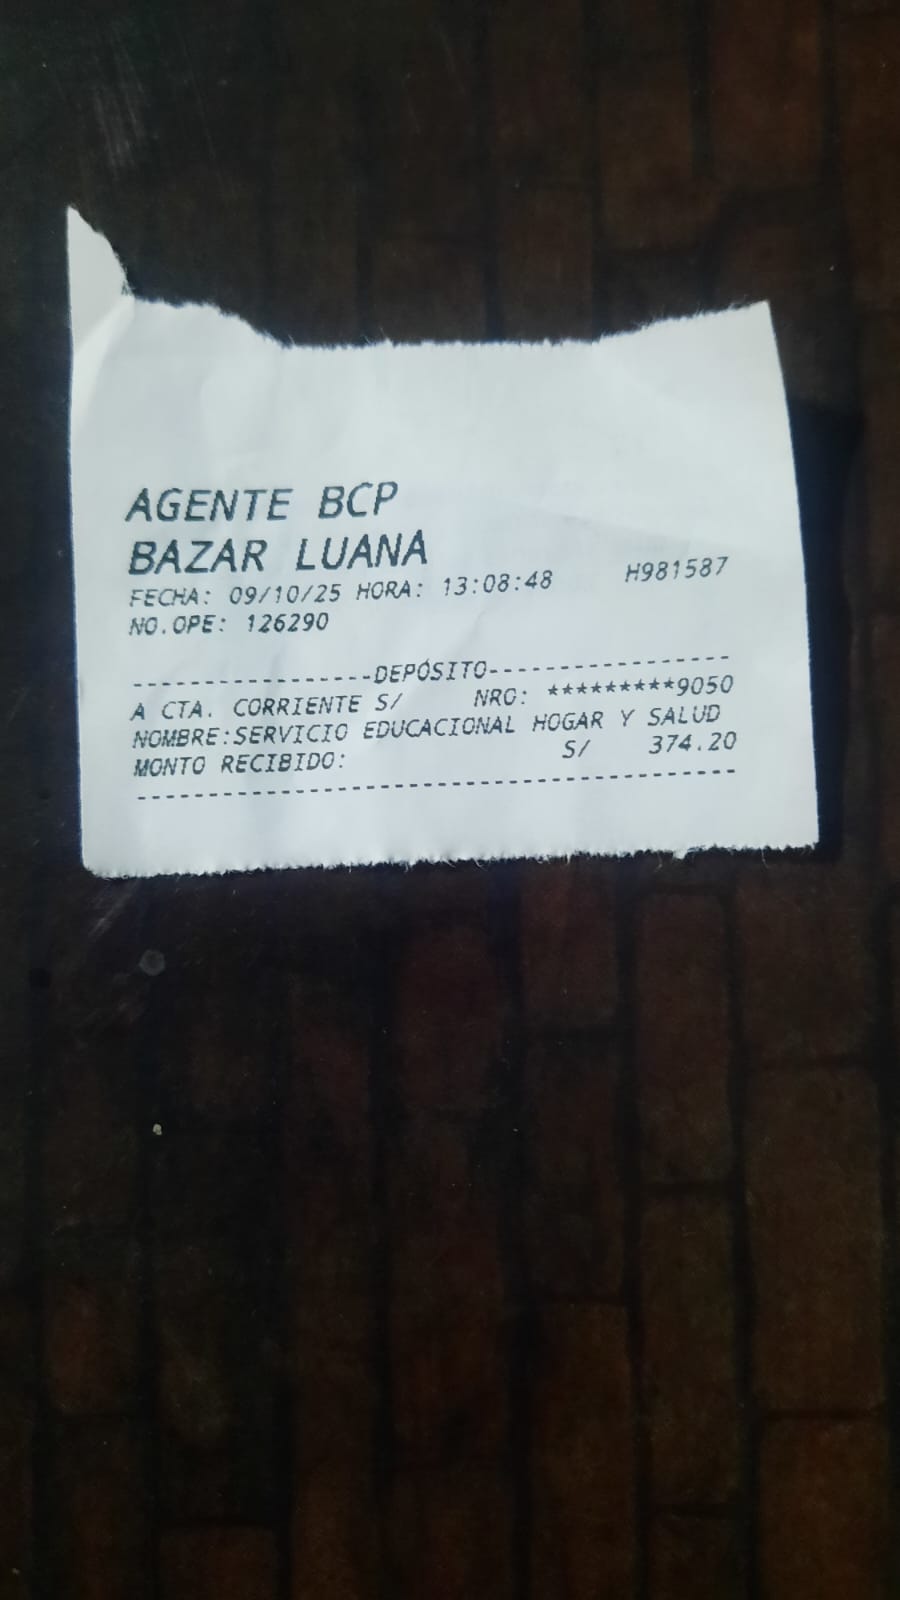 AGENTE BCP
BAZAR LUANA
FECHA: 09/10/25 HORA: 13:08:48 H981587
NO.OPE: 126290
-----------------DEPÓSITO-----------------
A CTA. CORRIENTE S/ NRO: *********9050
NOMBRE:SERVICIO EDUCACIONAL HOGAR Y SALUD
MONTO RECIBIDO: S/ 374.20
------------------------------------------